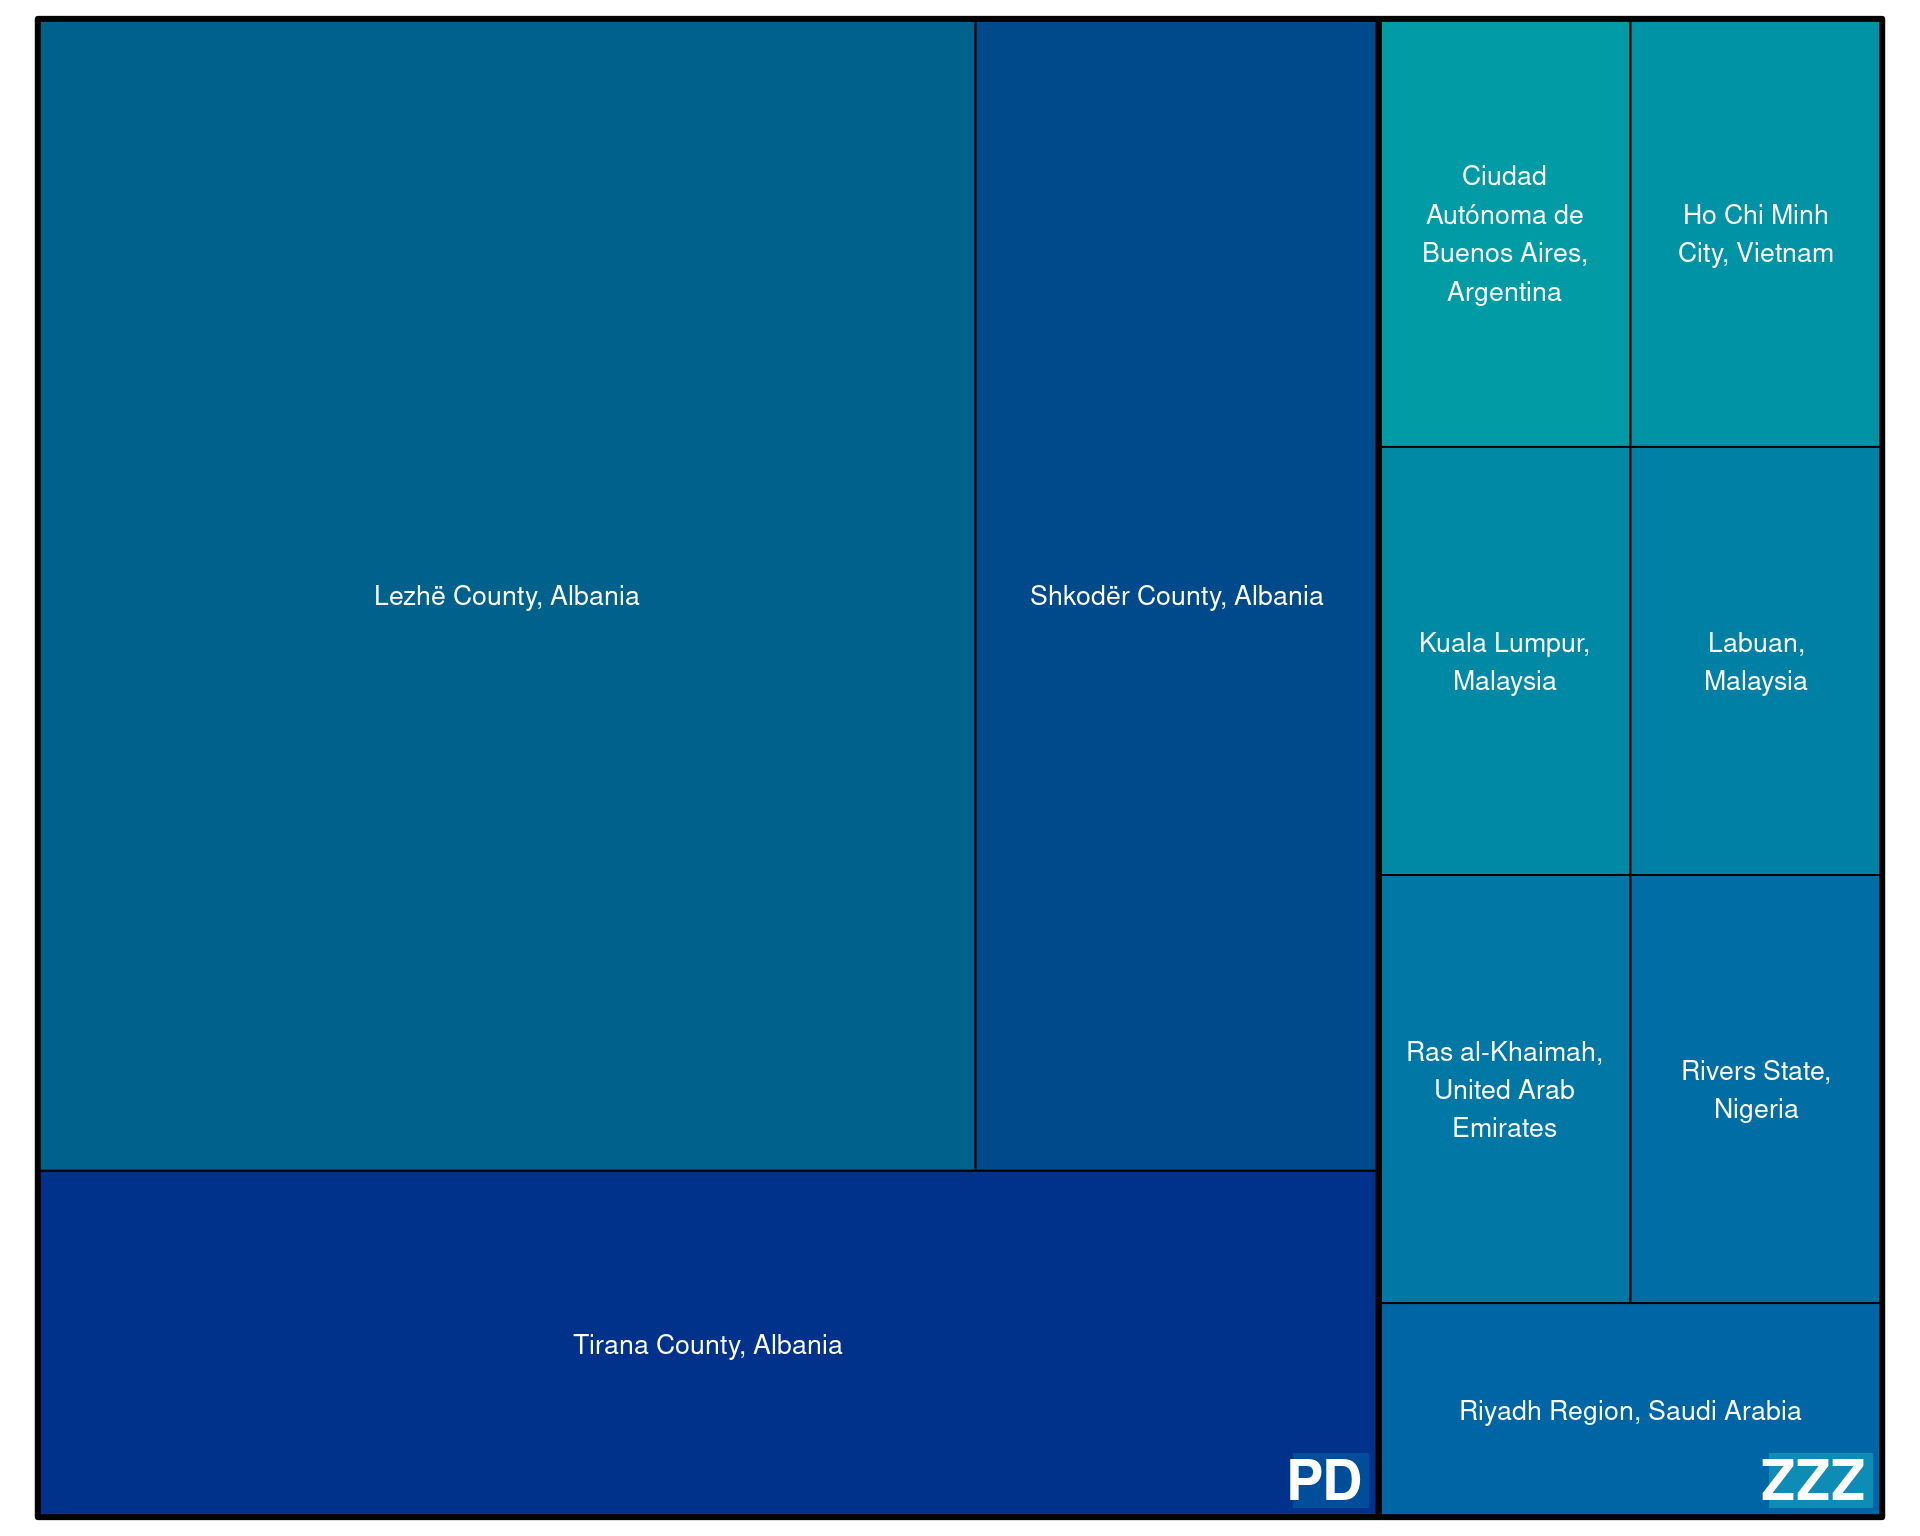 Lezhë County, Albania
Shkodër County, Albania
Tirana County, Albania
PD
Ciudad
Autónoma de
Buenos Aires,
Argentina
Ho Chi Minh
City, Vietnam
Kuala Lumpur,
Malaysia
Labuan,
Malaysia
Ras al-Khaimah,
United Arab
Emirates
Rivers State,
Nigeria
Riyadh Region, Saudi Arabia
ZZZ